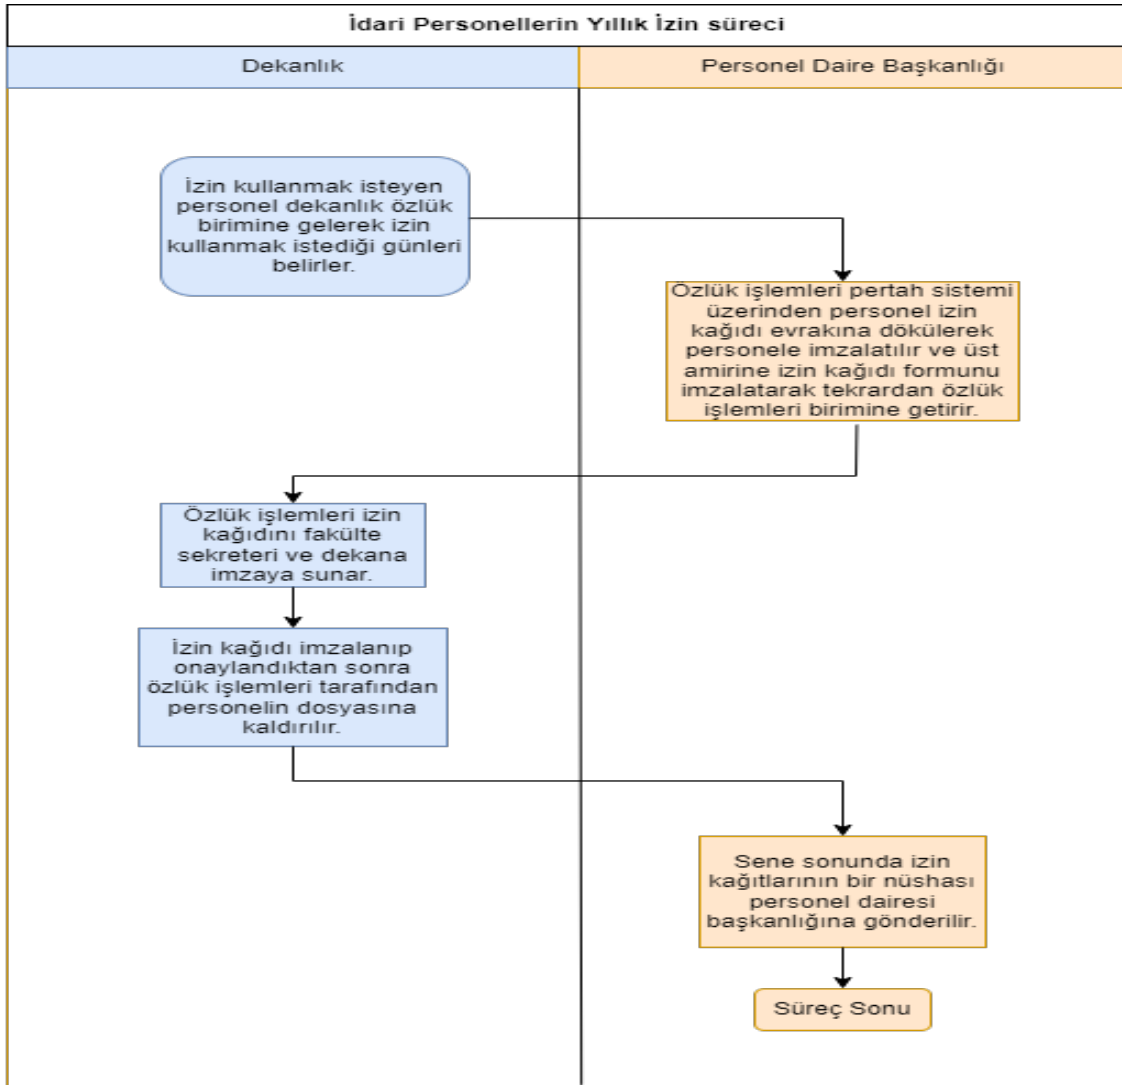 İdari Personellerin Yıllık İzin süreci
Dekanlık
Personel Daire Başkanlığı
İzin kullanmak isteyen
personel dekanlık özlük
birimine gelerek izin
kullanmak istediği günleri
belirler.
Özlük işlemleri pertah sistemi
üzerinden personel izin
kağıdı evrakına dökülerek
personele imzalatılır ve üst
amirine izin kağıdı formunu
imzalatarak tekrardan özlük
işlemleri birimine getirir.
Özlük işlemleri izin
kağıdını fakülte
sekreteri ve dekana
imzaya sunar.
İzin kağıdı imzalanıp
onaylandıktan sonra
özlük işlemleri tarafından
personelin dosyasına
kaldırılır.
Sene sonunda izin
kağıtlarının bir nüshası
personel dairesi
başkanlığına gönderilir.
Süreç Sonu